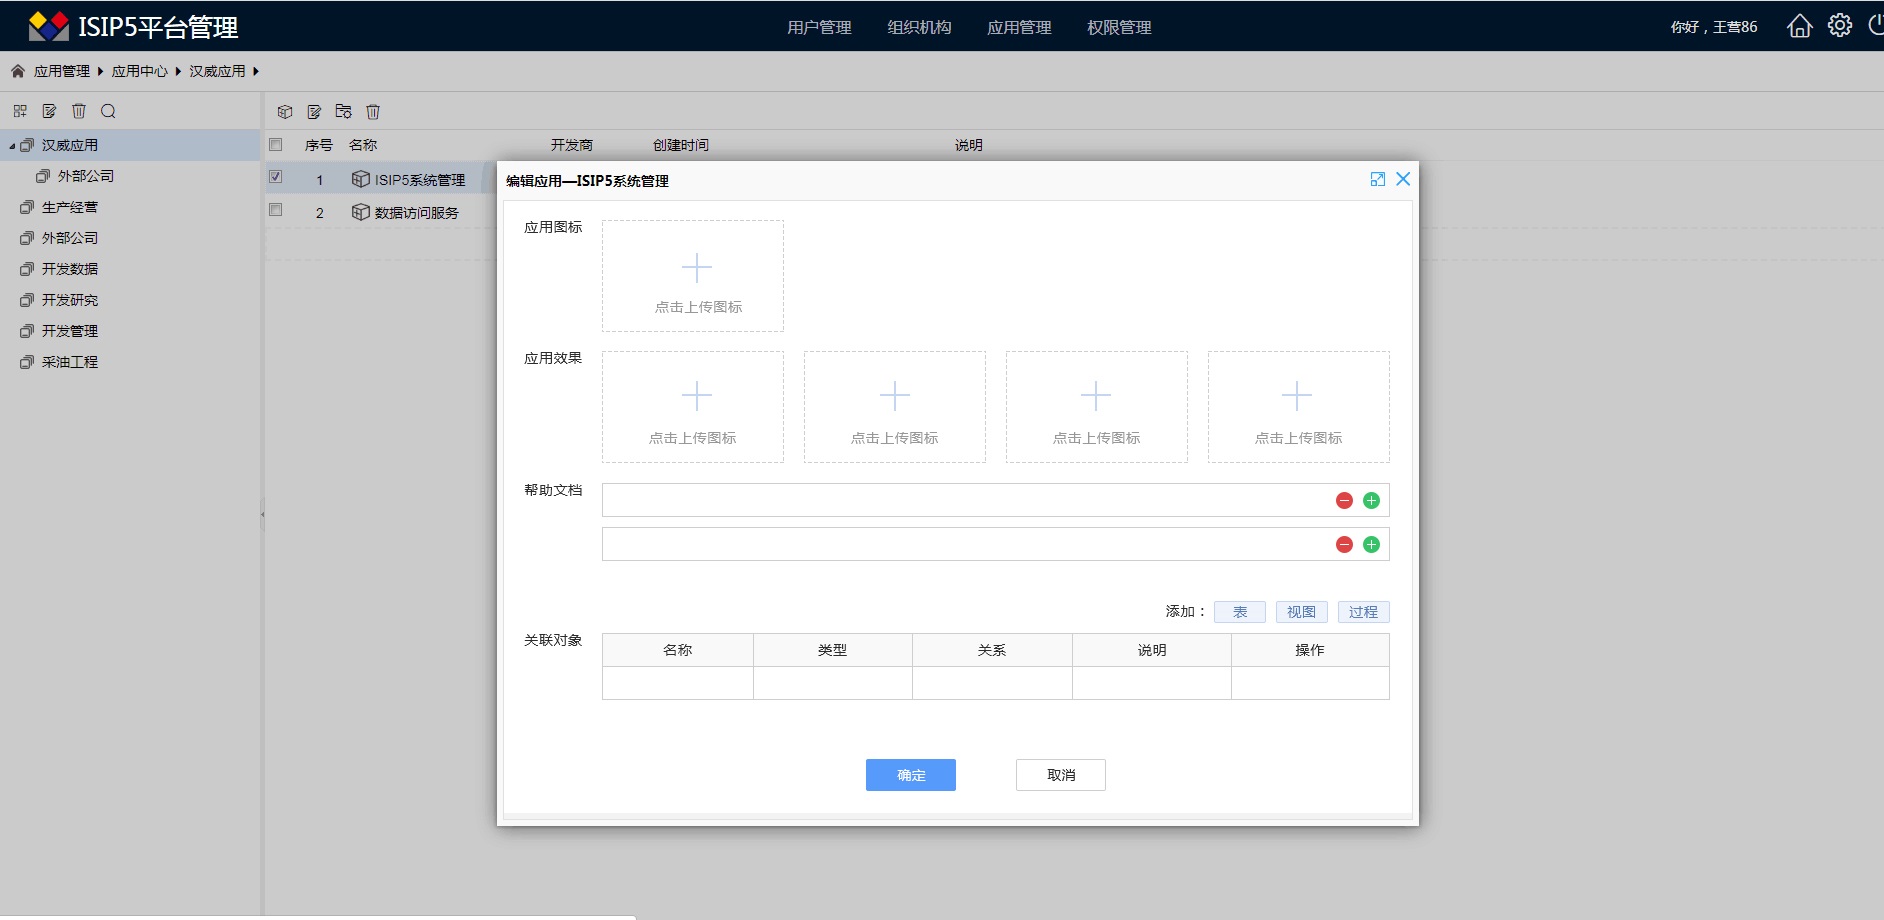 ISIP5平台管理
用户管理 组织机构 应用管理 权限管理
你好，王营86
应用管理 应用中心 汉威应用
汉威应用
外部公司
生产经营
外部公司
开发数据
开发研究
开发管理
采油工程
序号 名称 开发商 创建时间 说明
1 ISIP5系统管理
2 数据访问服务
编辑应用—ISIP5系统管理
应用图标
点击上传图标
应用效果
点击上传图标 点击上传图标 点击上传图标 点击上传图标
帮助文档
添加： 表 视图 过程
关联对象
名称 类型 关系 说明 操作
确定 取消